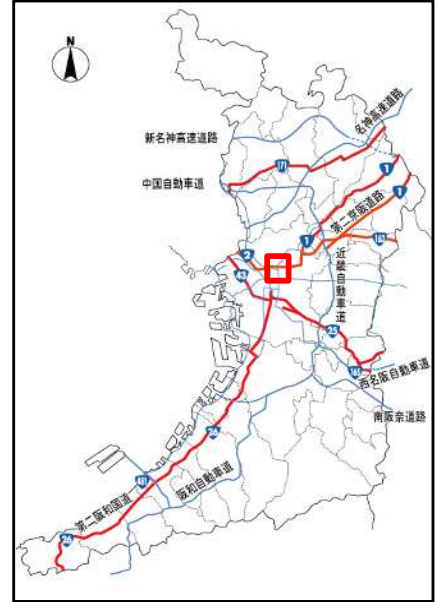 N
名神高速道路
新名神高速道路
171
1
中国自動車道
1
第二京阪道路
1
163
2
43
近畿自動車道
25
165
西名阪自動車道
南阪奈道路
26
阪和自動車道
481
第二阪和国道
26